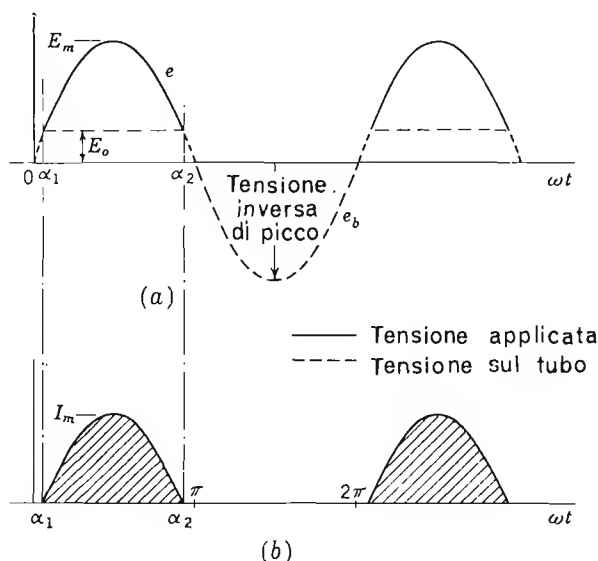 E_m
e
E_o
0 α_1 α_2 ωt
Tensione
inversa
di picco
e_b
(a)
Tensione applicata
Tensione sul tubo
I_m
π 2π
α_1 α_2 ωt
(b)